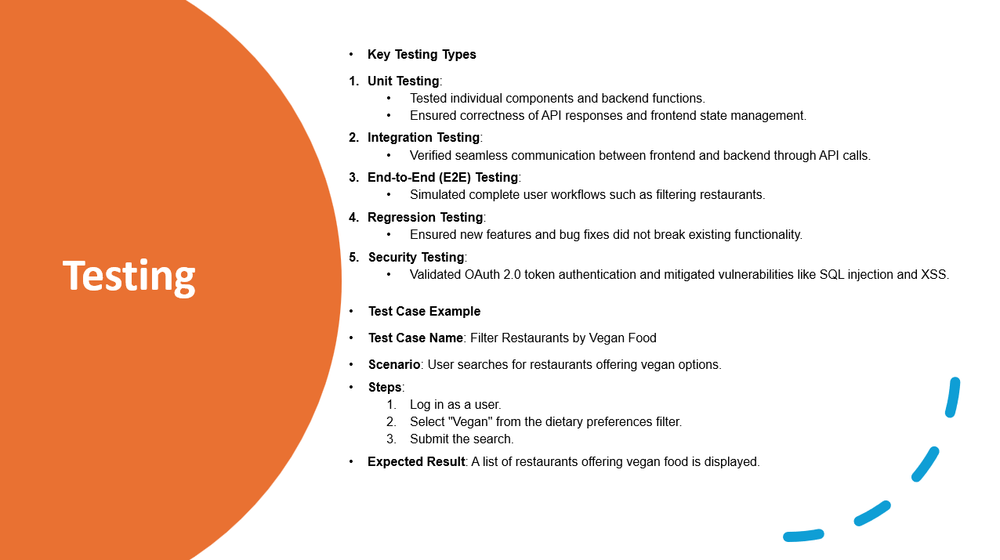 Testing
• Key Testing Types
1. Unit Testing:
• Tested individual components and backend functions.
• Ensured correctness of API responses and frontend state management.
2. Integration Testing:
• Verified seamless communication between frontend and backend through API calls.
3. End-to-End (E2E) Testing:
• Simulated complete user workflows such as filtering restaurants.
4. Regression Testing:
• Ensured new features and bug fixes did not break existing functionality.
5. Security Testing:
• Validated OAuth 2.0 token authentication and mitigated vulnerabilities like SQL injection and XSS.
• Test Case Example
• Test Case Name: Filter Restaurants by Vegan Food
• Scenario: User searches for restaurants offering vegan options.
• Steps:
1. Log in as a user.
2. Select "Vegan" from the dietary preferences filter.
3. Submit the search.
• Expected Result: A list of restaurants offering vegan food is displayed.